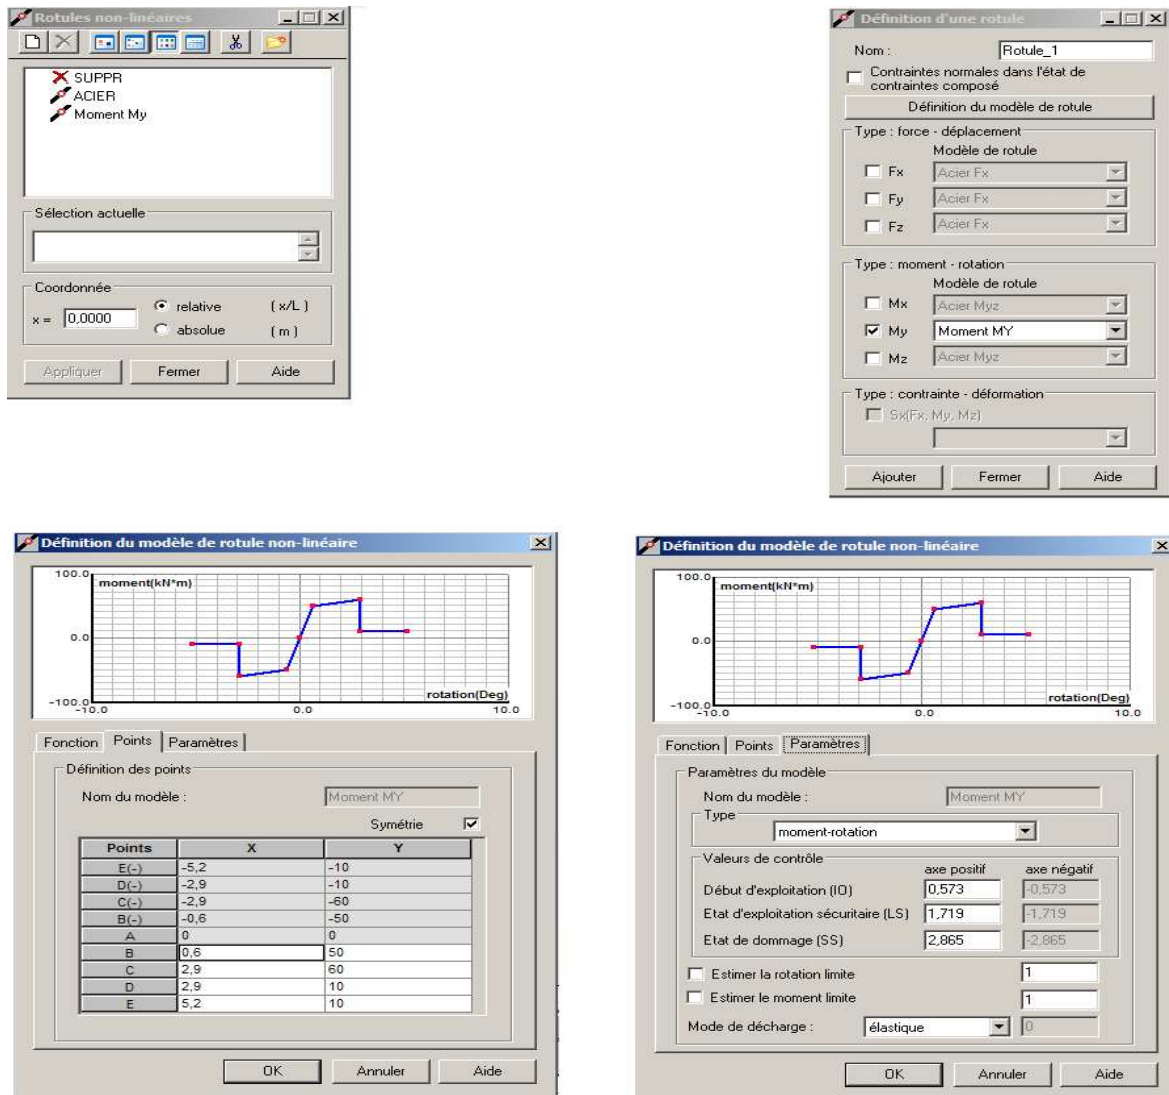 Rotules non-linéaires
SUPPR
ACIER
Moment My
Sélection actuelle
Coordonnée
x = 0,0000
relative ( x/L )
absolue ( m )
Appliquer Fermer Aide
Définition d'une rotule
Nom : Rotule_1
Contraintes normales dans l'état de
contraintes composé
Définition du modèle de rotule
Type : force - déplacement
Modèle de rotule
Fx Acier Fx
Fy Acier Fx
Fz Acier Fx
Type : moment - rotation
Modèle de rotule
Mx Acier Myz
My Moment MY
Mz Acier Myz
Type : contrainte - déformation
Sx(Fx, My, Mz)
Ajouter Fermer Aide
Définition du modèle de rotule non-linéaire
100.0 moment(kN*m)
0.0
rotation(Deg)
-100.0
-10.0 0.0 10.0
Fonction Points Paramètres
Définition des points
Nom du modèle : Moment MY
Symétrie
Points X Y
E(-) -5,2 -10
D(-) -2,9 -10
C(-) -2,9 -60
B(-) -0,6 -50
A 0 0
B 0,6 50
C 2,9 60
D 2,9 10
E 5,2 10
OK Annuler Aide
Définition du modèle de rotule non-linéaire
100.0 moment(kN*m)
0.0
rotation(Deg)
-100.0
-10.0 0.0 10.0
Fonction Points Paramètres
Paramètres du modèle
Nom du modèle : Moment MY
Type
moment-rotation
Valeurs de contrôle
axe positif axe négatif
Début d'exploitation (IO) 0,573 -0,573
Etat d'exploitation sécuritaire (LS) 1,719 -1,719
Etat de dommage (SS) 2,865 -2,865
Estimer la rotation limite 1
Estimer le moment limite 1
Mode de décharge : élastique 0
OK Annuler Aide